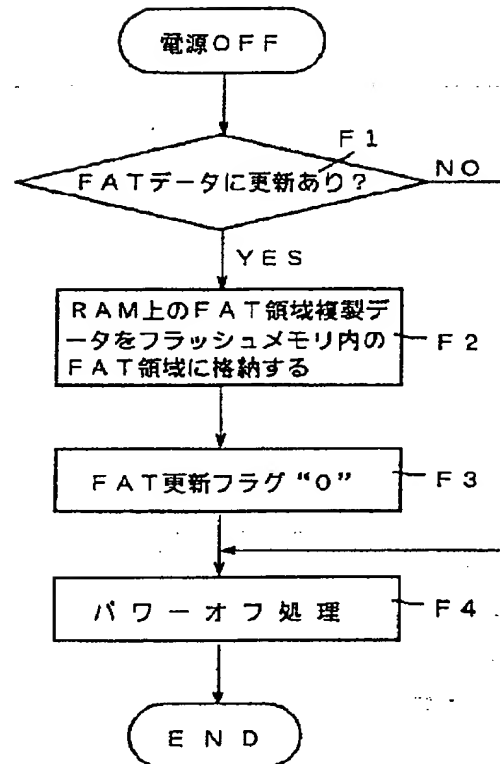 電源OFF
F1
FATデータに更新あり?
NO
YES
RAM上のFAT領域複製デ
ータをフラッシュメモリ内の
FAT領域に格納する
F2
FAT更新フラグ“0”
F3
パワーオフ処理
F4
END